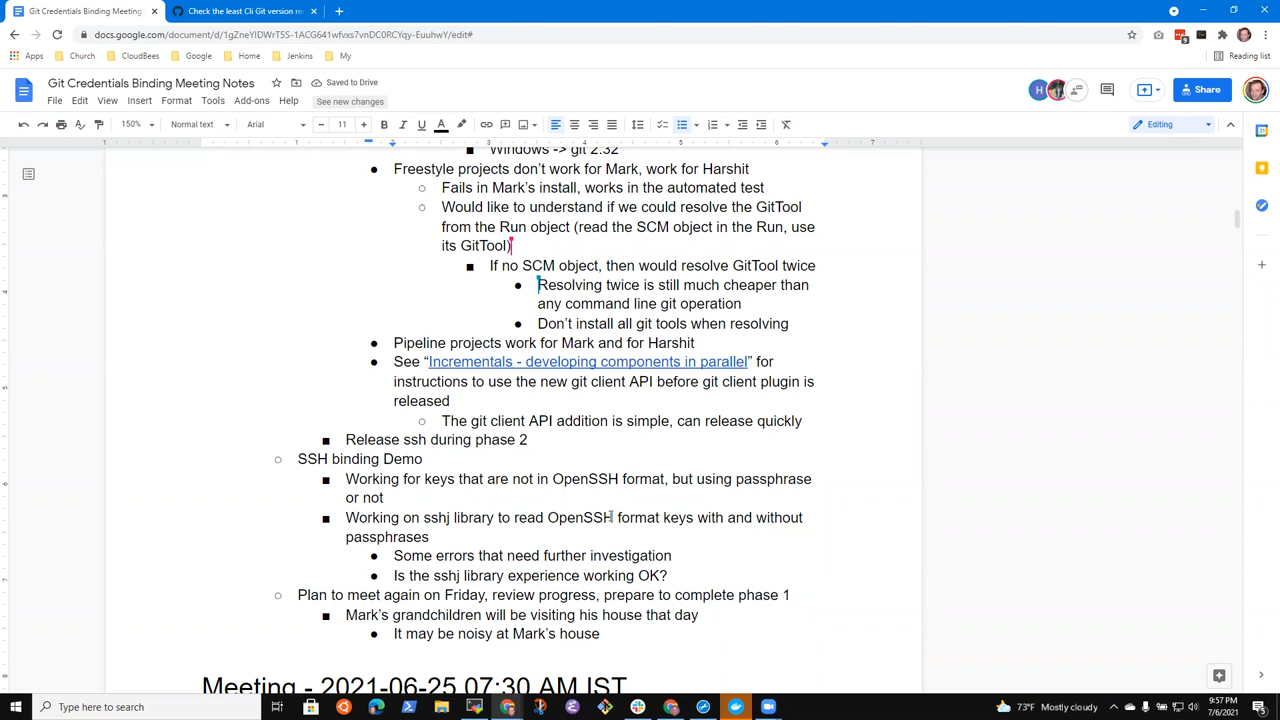 Git Credentials Binding Meeting
Check the least Cli Git version re
docs.google.com/document/d/1gZneYIDWrTSS-1ACG641wfvxs7vnDC0RCYqy-EuuhwY/edit#
Apps
Church
CloudBees
Google
Home
Jenkins
My
Reading list
Git Credentials Binding Meeting Notes
Saved to Drive
File Edit View Insert Format Tools Add-ons Help
See new changes
H
Share
150%
Normal text
Arial
11
Editing
1 1 2 3 4 5 6 7
■ Windows -> git 2.32
● Freestyle projects don’t work for Mark, work for Harshit
○ Fails in Mark’s install, works in the automated test
○ Would like to understand if we could resolve the GitTool
from the Run object (read the SCM object in the Run, use
its GitTool)
■ If no SCM object, then would resolve GitTool twice
● Resolving twice is still much cheaper than
any command line git operation
● Don’t install all git tools when resolving
● Pipeline projects work for Mark and for Harshit
● See “Incrementals - developing components in parallel” for
instructions to use the new git client API before git client plugin is
released
○ The git client API addition is simple, can release quickly
■ Release ssh during phase 2
○ SSH binding Demo
■ Working for keys that are not in OpenSSH format, but using passphrase
or not
■ Working on sshj library to read OpenSSH format keys with and without
passphrases
● Some errors that need further investigation
● Is the sshj library experience working OK?
○ Plan to meet again on Friday, review progress, prepare to complete phase 1
■ Mark’s grandchildren will be visiting his house that day
● It may be noisy at Mark’s house
Meeting - 2021-06-25 07:30 AM IST
Type here to search
73°F Mostly cloudy
9:57 PM
7/6/2021